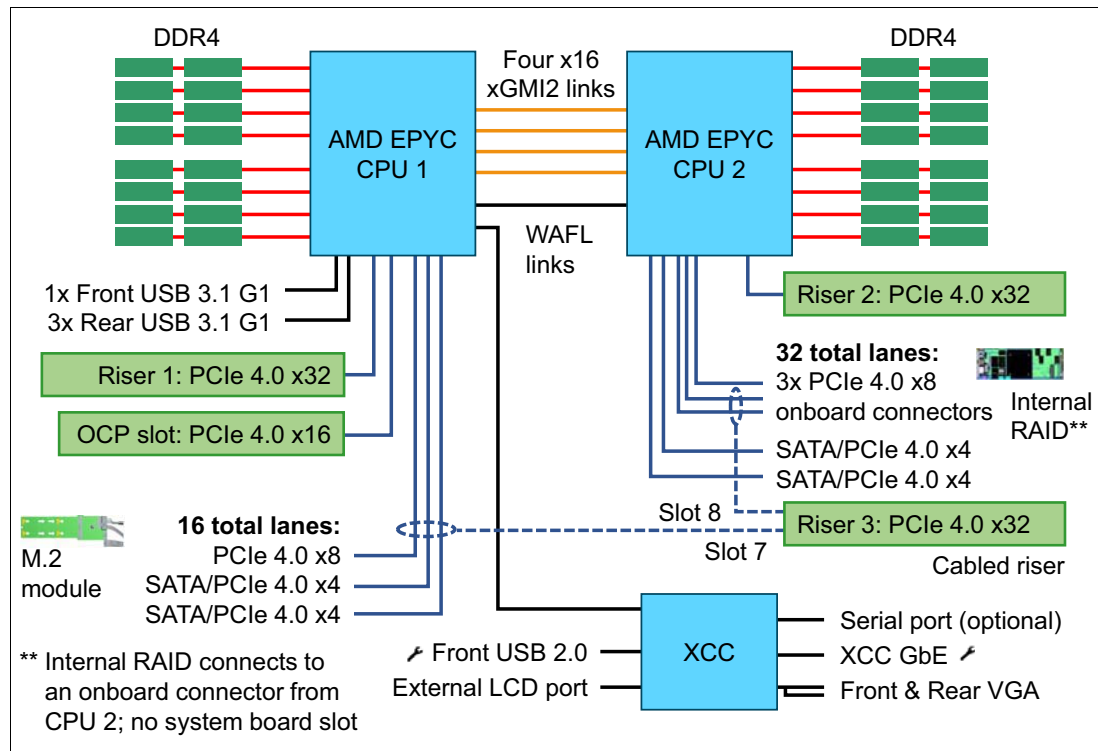 DDR4
DDR4
Four x16
xGMI2 links
AMD EPYC
CPU 1
AMD EPYC
CPU 2
WAFL
links
1x Front USB 3.1 G1
3x Rear USB 3.1 G1
Riser 1: PCIe 4.0 x32
OCP slot: PCIe 4.0 x16
Riser 2: PCIe 4.0 x32
32 total lanes:
3x PCIe 4.0 x8
onboard connectors
SATA/PCIe 4.0 x4
SATA/PCIe 4.0 x4
Internal
RAID**
M.2
module
16 total lanes:
PCIe 4.0 x8
SATA/PCIe 4.0 x4
SATA/PCIe 4.0 x4
Slot 8
Slot 7
Riser 3: PCIe 4.0 x32
Cabled riser
** Internal RAID connects to
an onboard connector from
CPU 2; no system board slot
Front USB 2.0
External LCD port
XCC
Serial port (optional)
XCC GbE
Front & Rear VGA